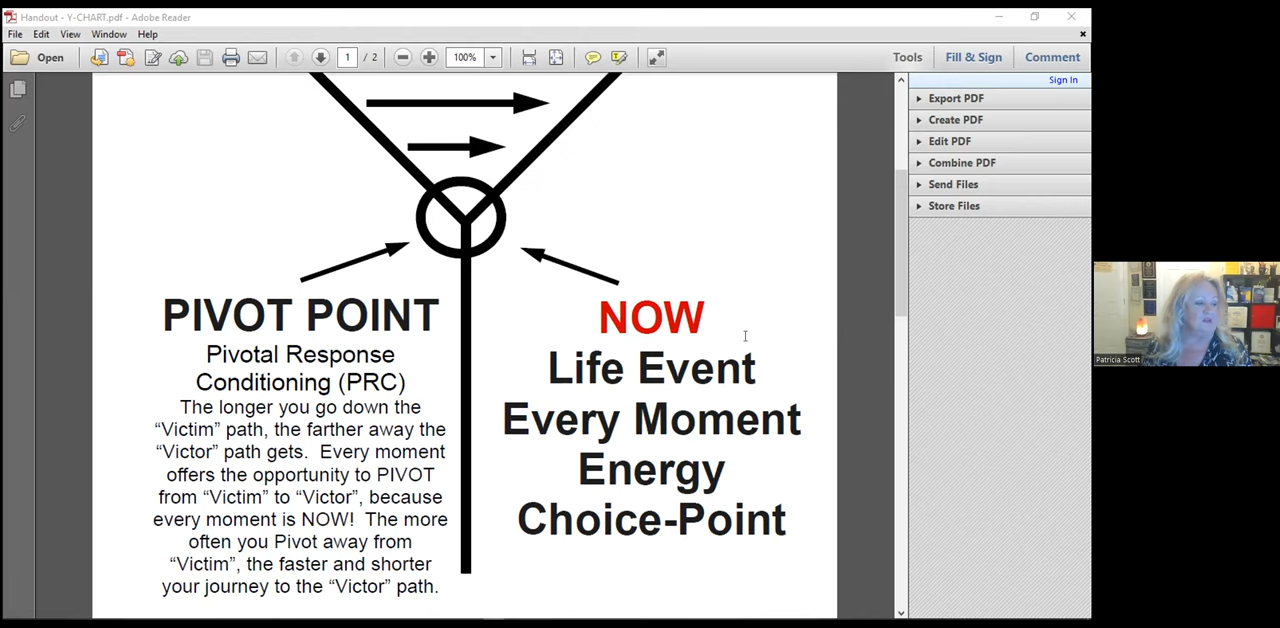 Handout - Y-CHART.pdf - Adobe Reader
File Edit View Window Help
Open 1 / 2 100% Tools Fill & Sign Comment
Sign In
Export PDF
Create PDF
Edit PDF
Combine PDF
Send Files
Store Files
PIVOT POINT
Pivotal Response
Conditioning (PRC)
The longer you go down the
“Victim” path, the farther away the
“Victor” path gets. Every moment
offers the opportunity to PIVOT
from “Victim” to “Victor”, because
every moment is NOW! The more
often you Pivot away from
“Victim”, the faster and shorter
your journey to the “Victor” path.
NOW
Life Event
Every Moment
Energy
Choice-Point
Patricia Scott